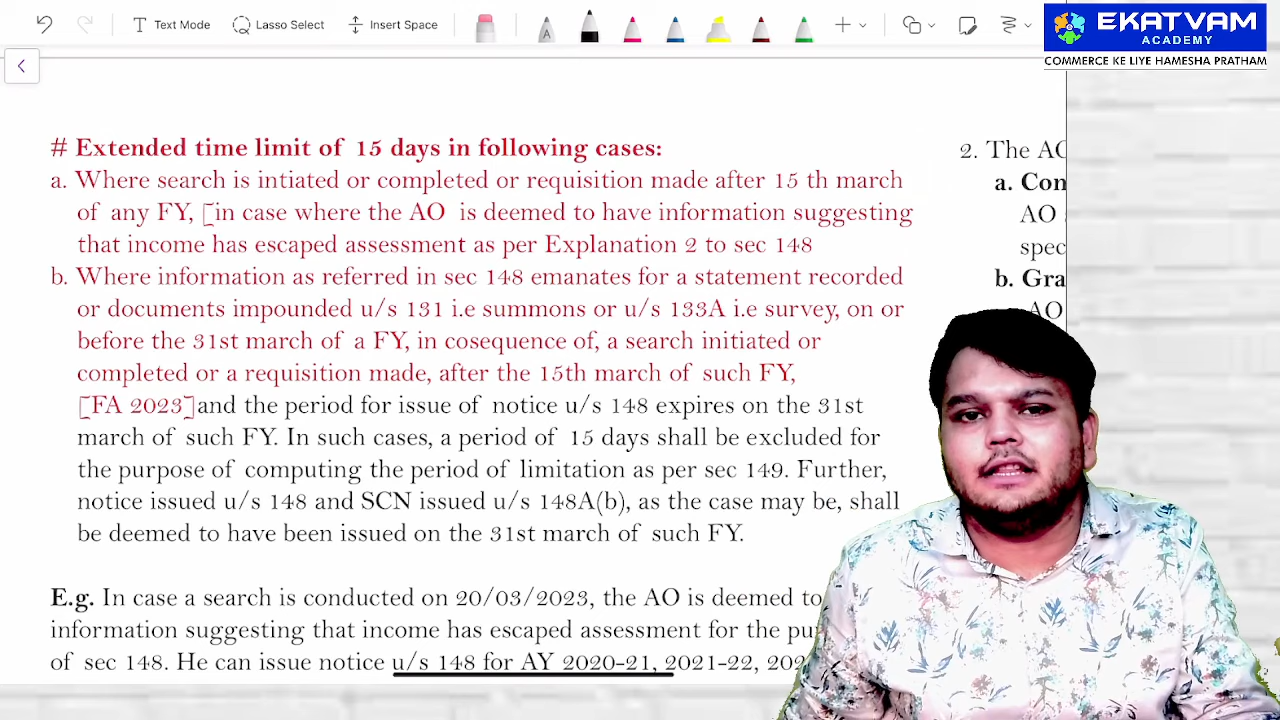 Text Mode
Lasso Select
Insert Space
A
EKATVAM
ACADEMY
COMMERCE KE LIYE HAMESHA PRATHAM
# Extended time limit of 15 days in following cases:
a. Where search is intiated or completed or requisition made after 15 th march
of any FY, [in case where the AO is deemed to have information suggesting
that income has escaped assessment as per Explanation 2 to sec 148
b. Where information as referred in sec 148 emanates for a statement recorded
or documents impounded u/s 131 i.e summons or u/s 133A i.e survey, on or
before the 31st march of a FY, in cosequence of, a search initiated or
completed or a requisition made, after the 15th march of such FY,
[FA 2023]and the period for issue of notice u/s 148 expires on the 31st
march of such FY. In such cases, a period of 15 days shall be excluded for
the purpose of computing the period of limitation as per sec 149. Further,
notice issued u/s 148 and SCN issued u/s 148A(b), as the case may be, shall
be deemed to have been issued on the 31st march of such FY.
E.g. In case a search is conducted on 20/03/2023, the AO is deemed to
information suggesting that income has escaped assessment for the pu
of sec 148. He can issue notice u/s 148 for AY 2020-21, 2021-22, 202
2. The AO
a. Con
AO
spec
b. Gra
AO